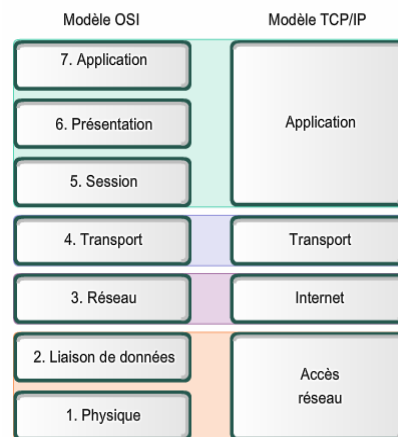 Modèle OSI
Modèle TCP/IP
7. Application
6. Présentation
5. Session
Application
4. Transport
Transport
3. Réseau
Internet
2. Liaison de données
1. Physique
Accès
réseau